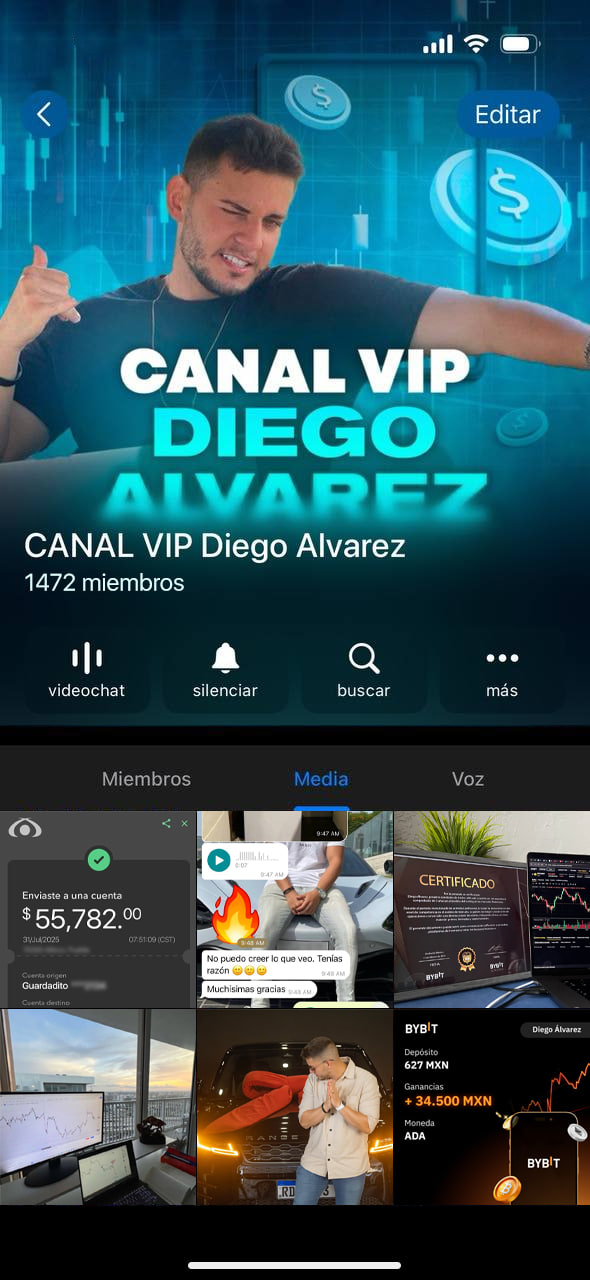 Editar
CANAL VIP
DIEGO
ALVAREZ
CANAL VIP Diego Alvarez
1472 miembros
videochat
silenciar
buscar
más
Miembros
Media
Voz
Enviaste a una cuenta
$55,782.00
31/Jul/2025
07:51:09 (CST)
Cuenta origen
Guardadito
Cuenta destino
9:47 AM
0:07
9:47 AM
9:48 AM
No puedo creer lo que veo. Tenías
razón 😄😄😄
9:48 AM
Muchísimas gracias
9:48 AM
CERTIFICADO
BYBIT
BYBIT
RANGE
BYBIT
Diego Álvarez
Depósito
627 MXN
Ganancias
+ 34.500 MXN
Moneda
ADA
BYBIT